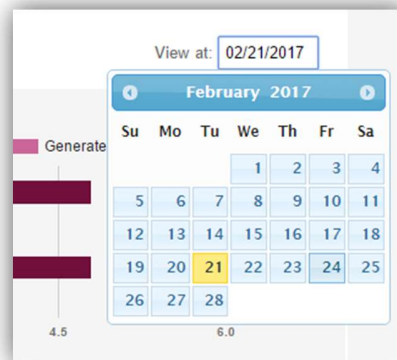 View at: 02/21/2017
February 2017
Su Mo Tu We Th Fr Sa
Generate
1 2 3 4
5 6 7 8 9 10 11
12 13 14 15 16 17 18
19 20 21 22 23 24 25
26 27 28
4.5 6.0